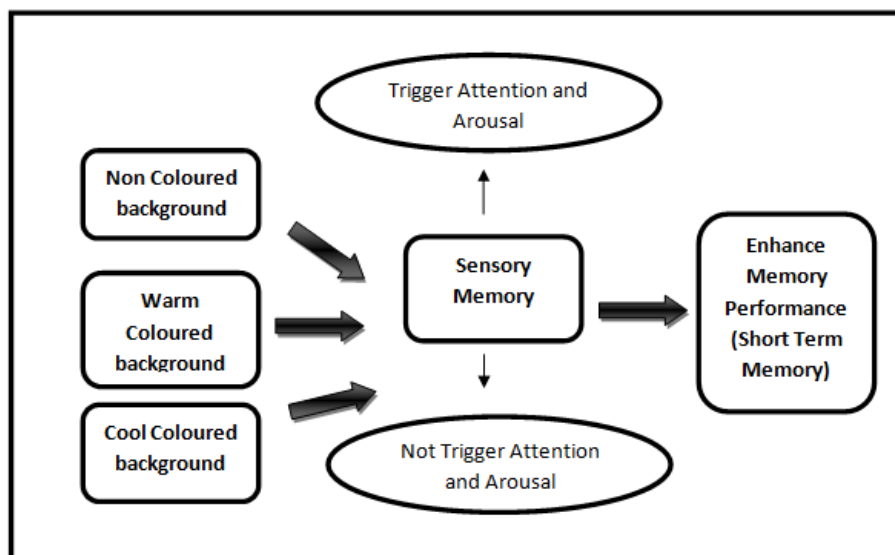 Trigger Attention and
Arousal
Non Coloured
background
Warm
Coloured
background
Cool Coloured
background
Sensory
Memory
Enhance
Memory
Performance
(Short Term
Memory)
Not Trigger Attention
and Arousal